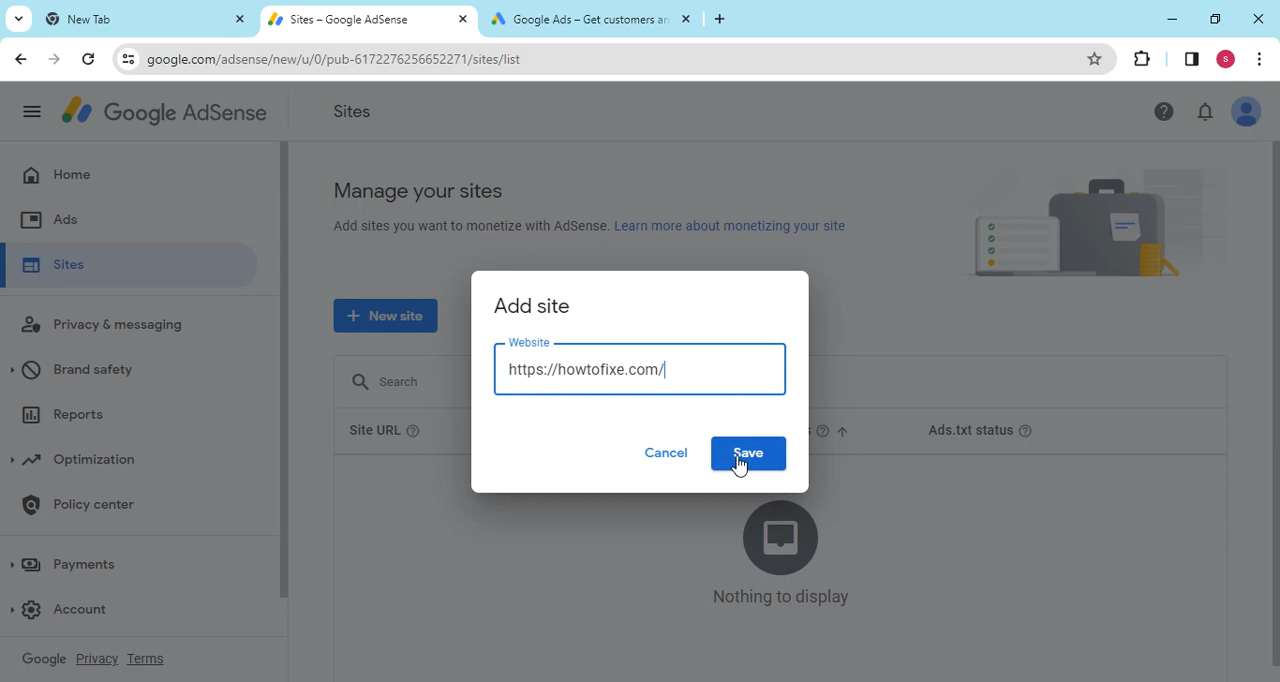 New Tab
Sites – Google AdSense
Google Ads – Get customers an
google.com/adsense/new/u/0/pub-6172276256652271/sites/list
S
Google AdSense
Sites
Home
Ads
Sites
Privacy & messaging
Brand safety
Reports
Optimization
Policy center
Payments
Account
Google Privacy Terms
Manage your sites
Add sites you want to monetize with AdSense. Learn more about monetizing your site
+ New site
Add site
Website
https://howtofixe.com/
Cancel
Save
Search
Site URL
s
Ads.txt status
Nothing to display